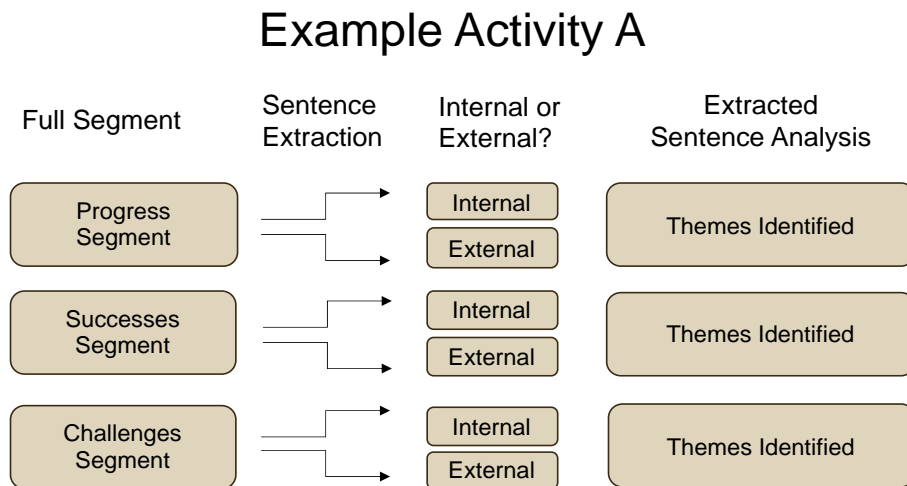 Example Activity A
Full Segment
Sentence
Extraction
Internal or
External?
Extracted
Sentence Analysis
Progress
Segment
Internal
External
Themes Identified
Successes
Segment
Internal
External
Themes Identified
Challenges
Segment
Internal
External
Themes Identified